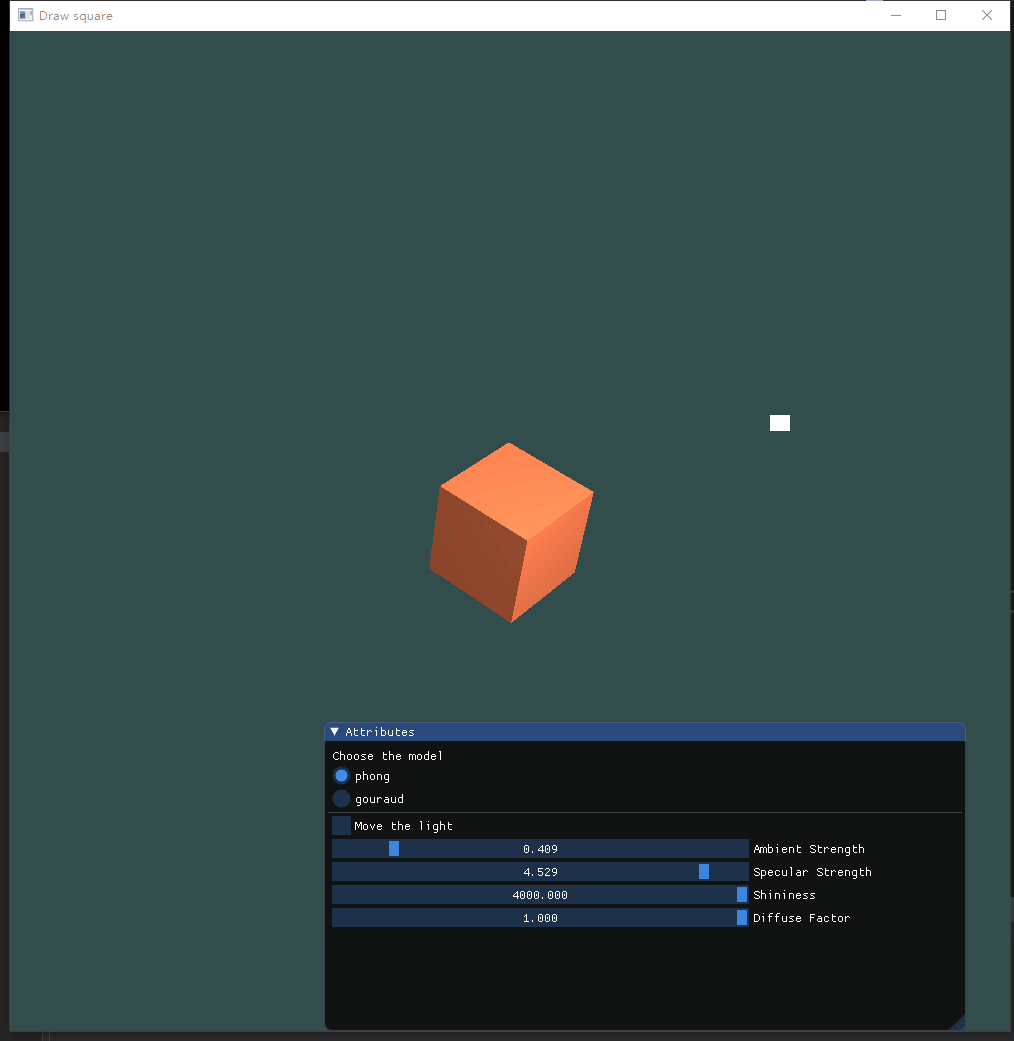 Draw square
Attributes
Choose the model
phong
gouraud
Move the light
0.409 Ambient Strength
4.529 Specular Strength
4000.000 Shininess
1.000 Diffuse Factor